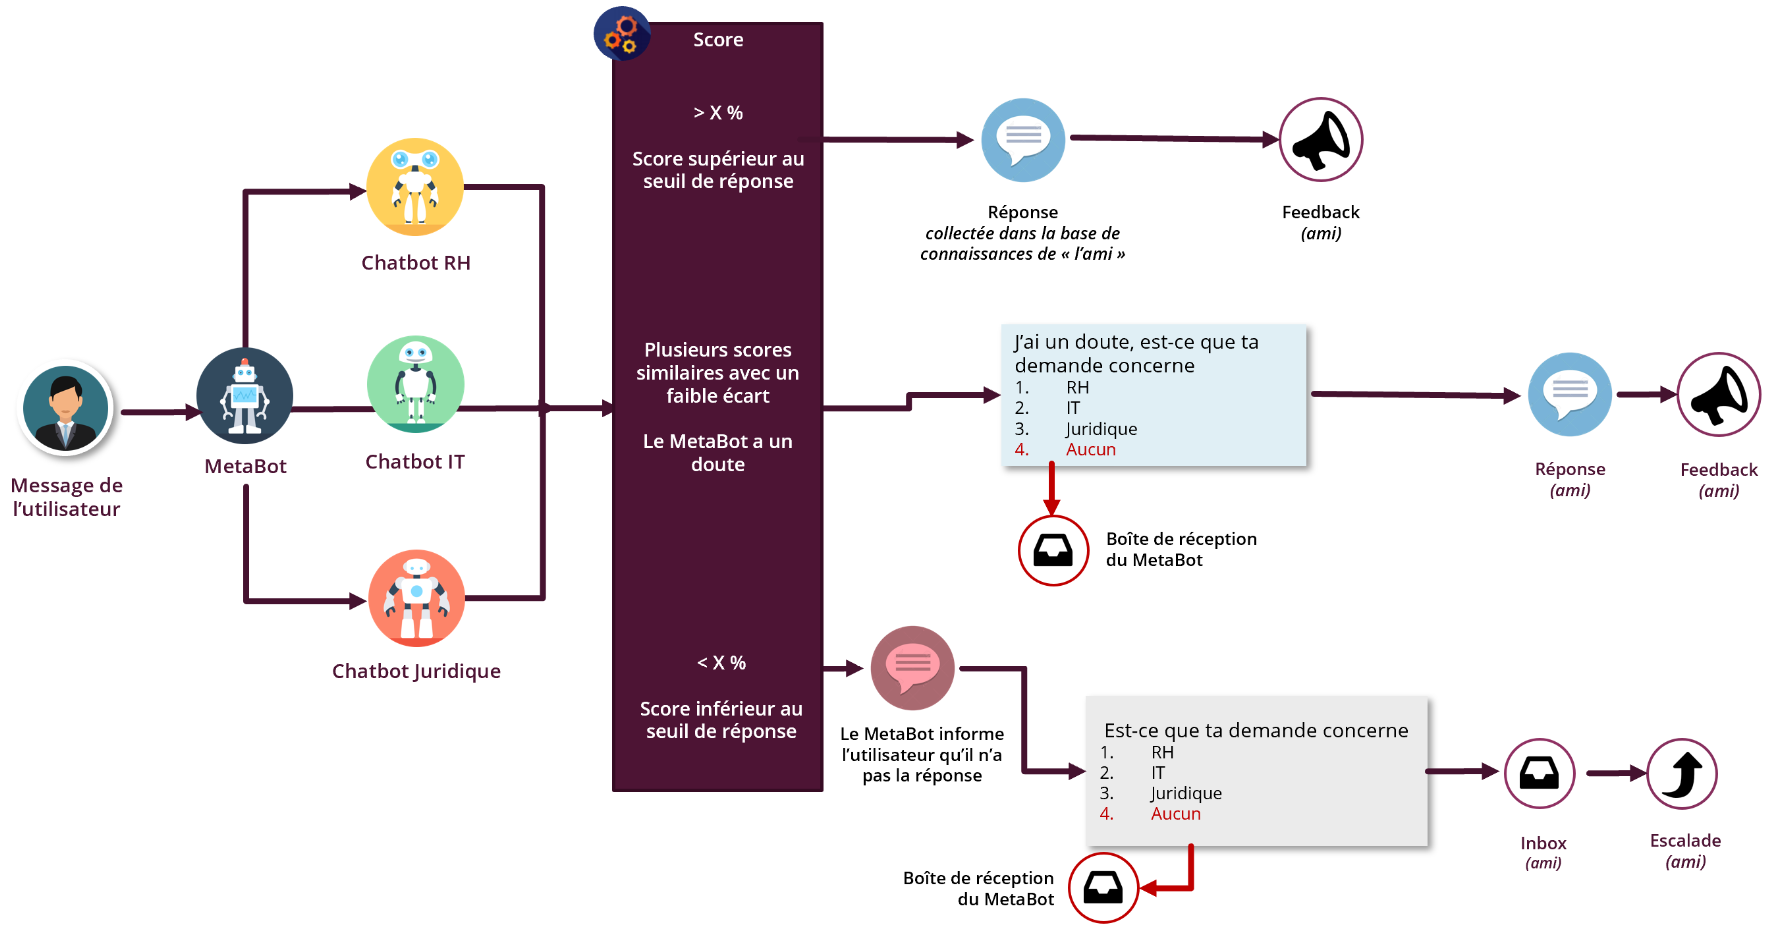 Score
> X %
Score supérieur au
seuil de réponse
Réponse
collectée dans la base de
connaissances de « l’ami »
Feedback
(ami)
Chatbot RH
Message de
l’utilisateur
MetaBot
Chatbot IT
Plusieurs scores
similaires avec un
faible écart
Le MetaBot a un
doute
J’ai un doute, est-ce que ta
demande concerne
1. RH
2. IT
3. Juridique
4. Aucun
Boîte de réception
du MetaBot
Réponse
(ami)
Feedback
(ami)
Chatbot Juridique
< X %
Score inférieur au
seuil de réponse
Le MetaBot informe
l’utilisateur qu’il n’a
pas la réponse
Est-ce que ta demande concerne
1. RH
2. IT
3. Juridique
4. Aucun
Boîte de réception
du MetaBot
Inbox
(ami)
Escalade
(ami)